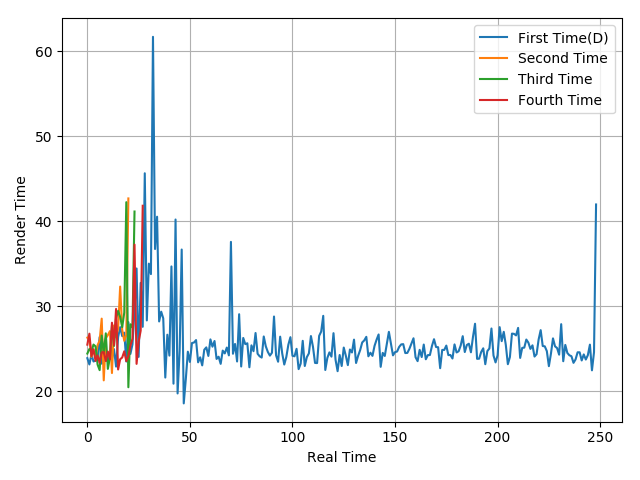 First Time(D)
Second Time
Third Time
Fourth Time
60
50
40
30
20
Render Time
0
50
100
150
200
250
Real Time